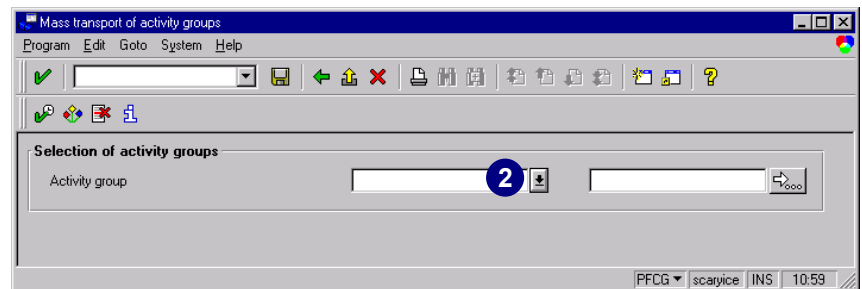 Mass transport of activity groups
Program Edit Goto System Help
Selection of activity groups
Activity group
2
PFCG scaryice INS 10:59